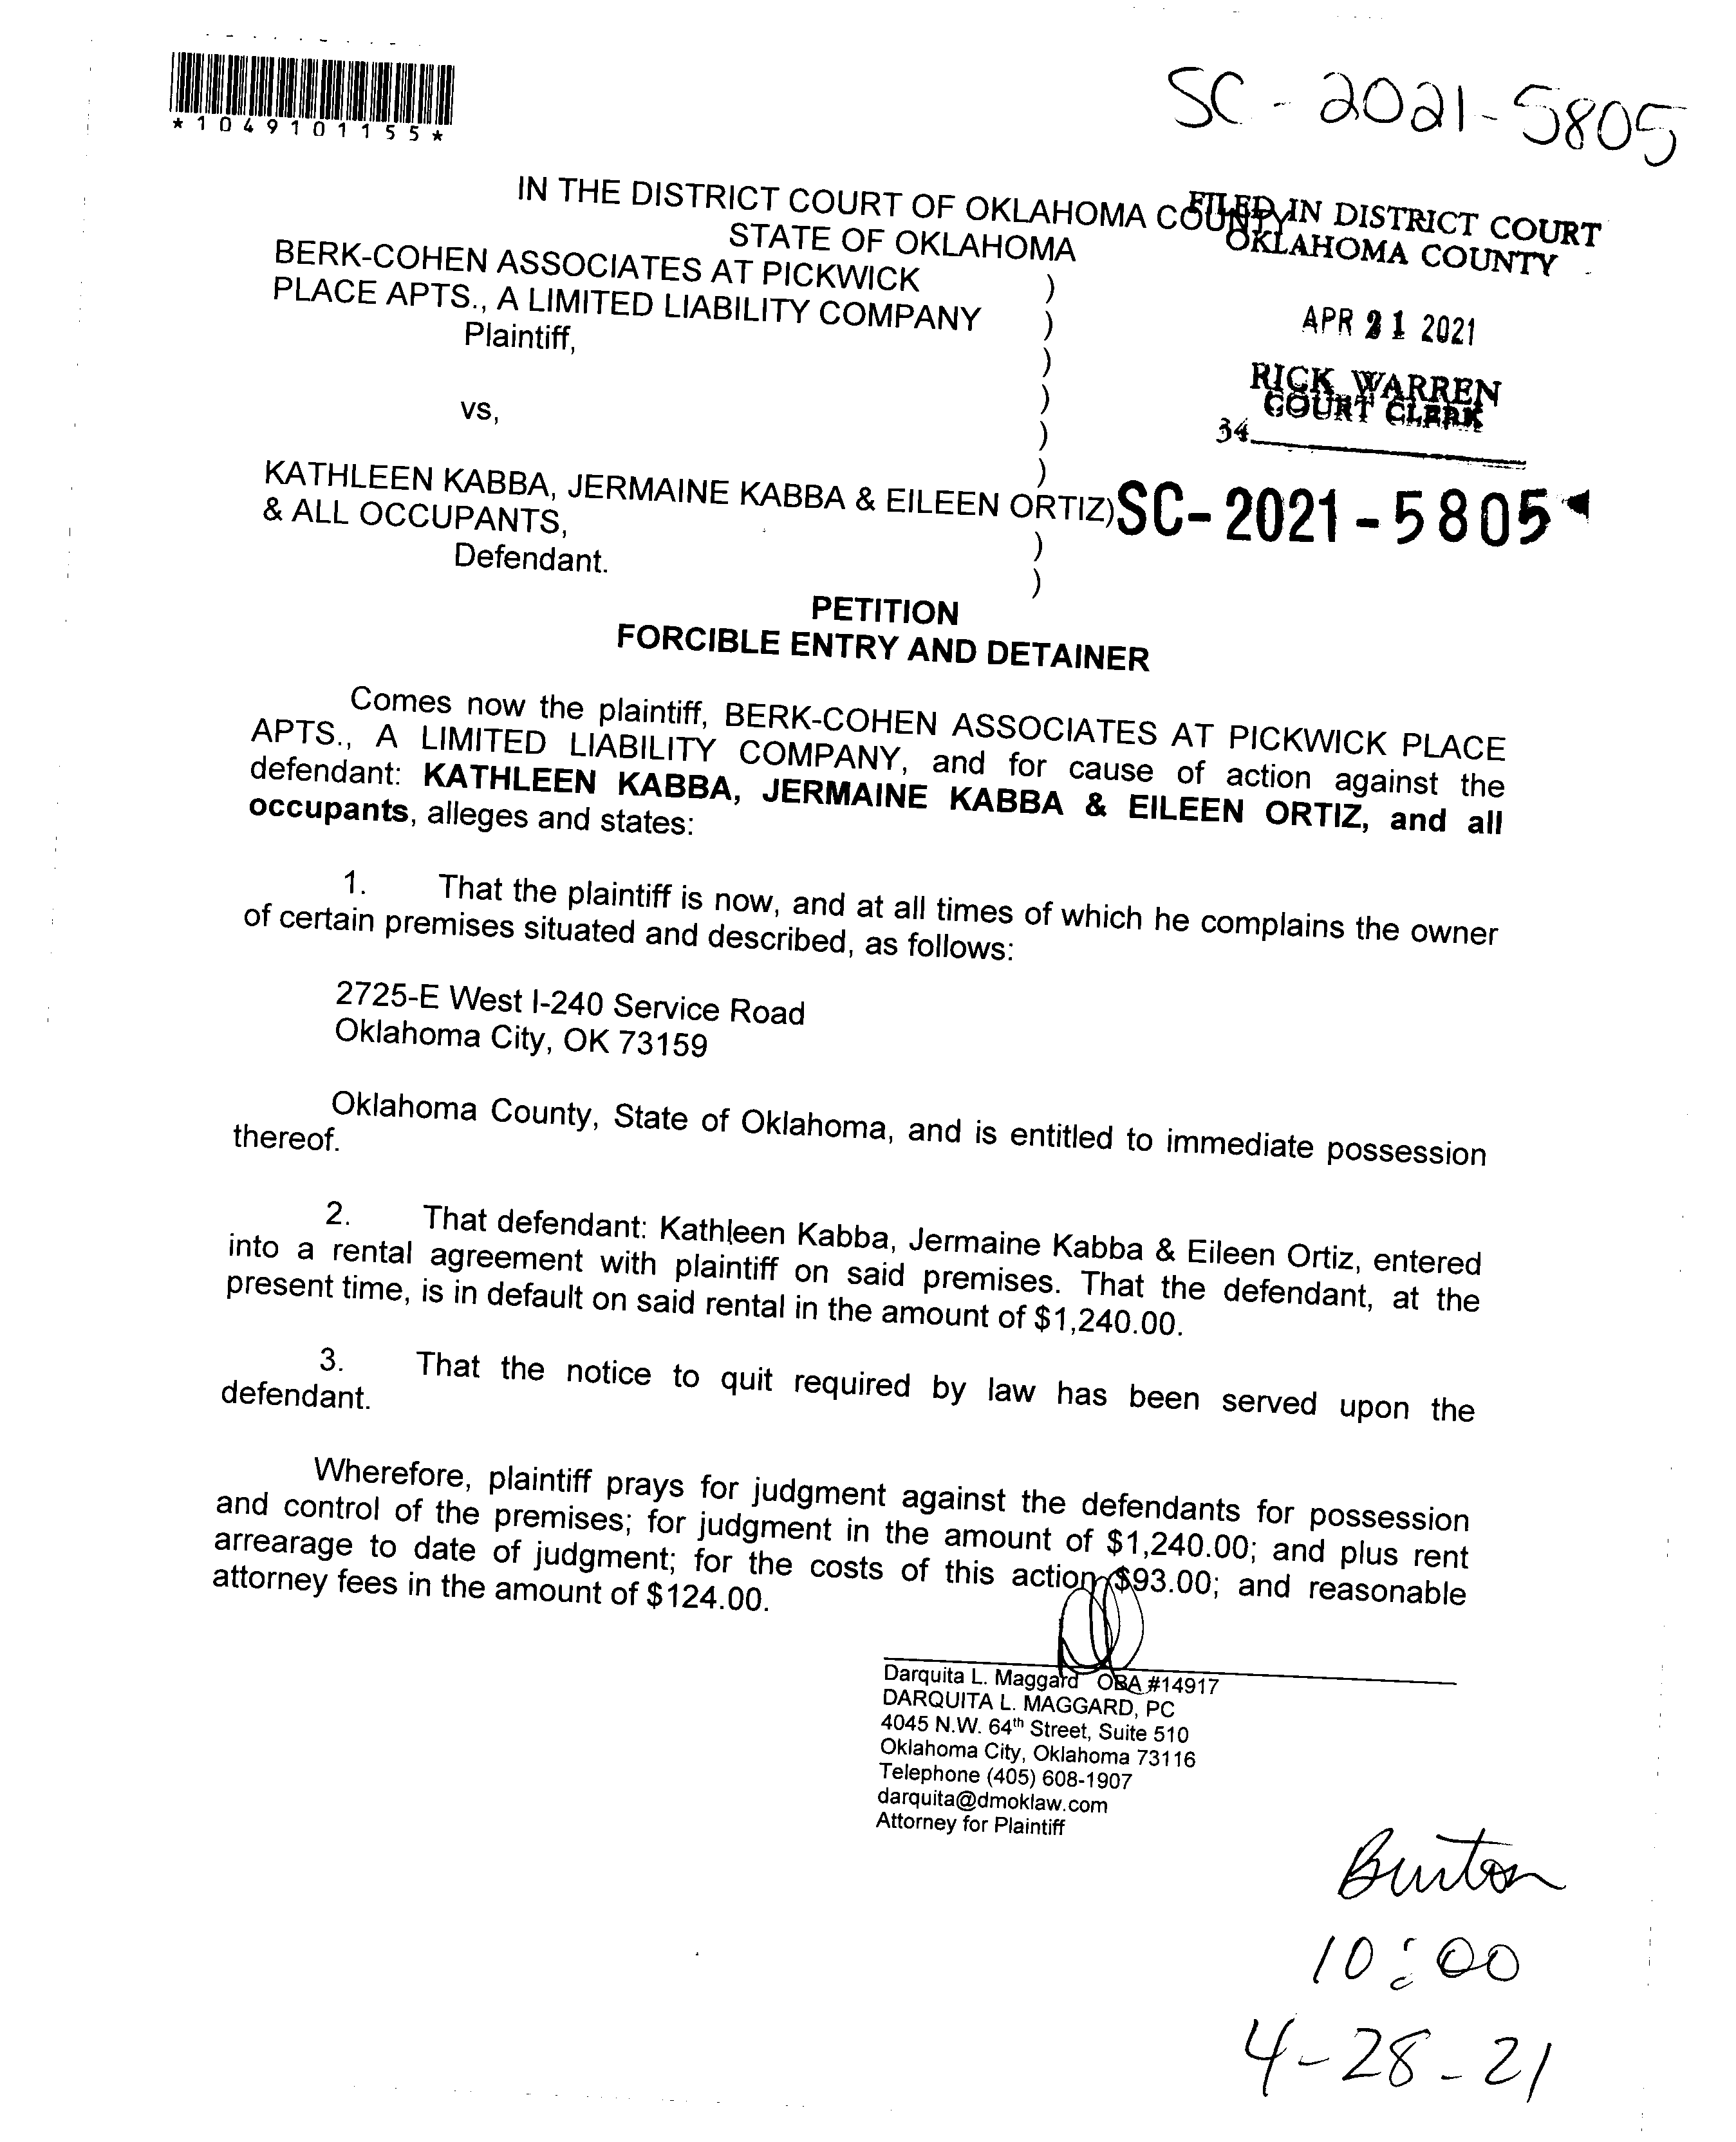 *1049101155*
SC-2021-5805
IN THE DISTRICT COURT OF OKLAHOMA COUNTY
STATE OF OKLAHOMA
FILED IN DISTRICT COURT
OKLAHOMA COUNTY
APR 21 2021
RICK WARREN
COURT CLERK
34
BERK-COHEN ASSOCIATES AT PICKWICK )
PLACE APTS., A LIMITED LIABILITY COMPANY )
Plaintiff, )
)
vs, )
)
KATHLEEN KABBA, JERMAINE KABBA & EILEEN ORTIZ) SC-2021-5805
& ALL OCCUPANTS, )
Defendant. )
PETITION
FORCIBLE ENTRY AND DETAINER
Comes now the plaintiff, BERK-COHEN ASSOCIATES AT PICKWICK PLACE
APTS., A LIMITED LIABILITY COMPANY, and for cause of action against the
defendant: KATHLEEN KABBA, JERMAINE KABBA & EILEEN ORTIZ, and all
occupants, alleges and states:
1. That the plaintiff is now, and at all times of which he complains the owner
of certain premises situated and described, as follows:
2725-E West I-240 Service Road
Oklahoma City, OK 73159
Oklahoma County, State of Oklahoma, and is entitled to immediate possession
thereof.
2. That defendant: Kathleen Kabba, Jermaine Kabba & Eileen Ortiz, entered
into a rental agreement with plaintiff on said premises. That the defendant, at the
present time, is in default on said rental in the amount of $1,240.00.
3. That the notice to quit required by law has been served upon the
defendant.
Wherefore, plaintiff prays for judgment against the defendants for possession
and control of the premises; for judgment in the amount of $1,240.00; and plus rent
arrearage to date of judgment; for the costs of this action $93.00; and reasonable
attorney fees in the amount of $124.00.
Darquita L. Maggard OBA #14917
DARQUITA L. MAGGARD, PC
4045 N.W. 64th Street, Suite 510
Oklahoma City, Oklahoma 73116
Telephone (405) 608-1907
darquita@dmoklaw.com
Attorney for Plaintiff
Burton
10:00
4-28-21